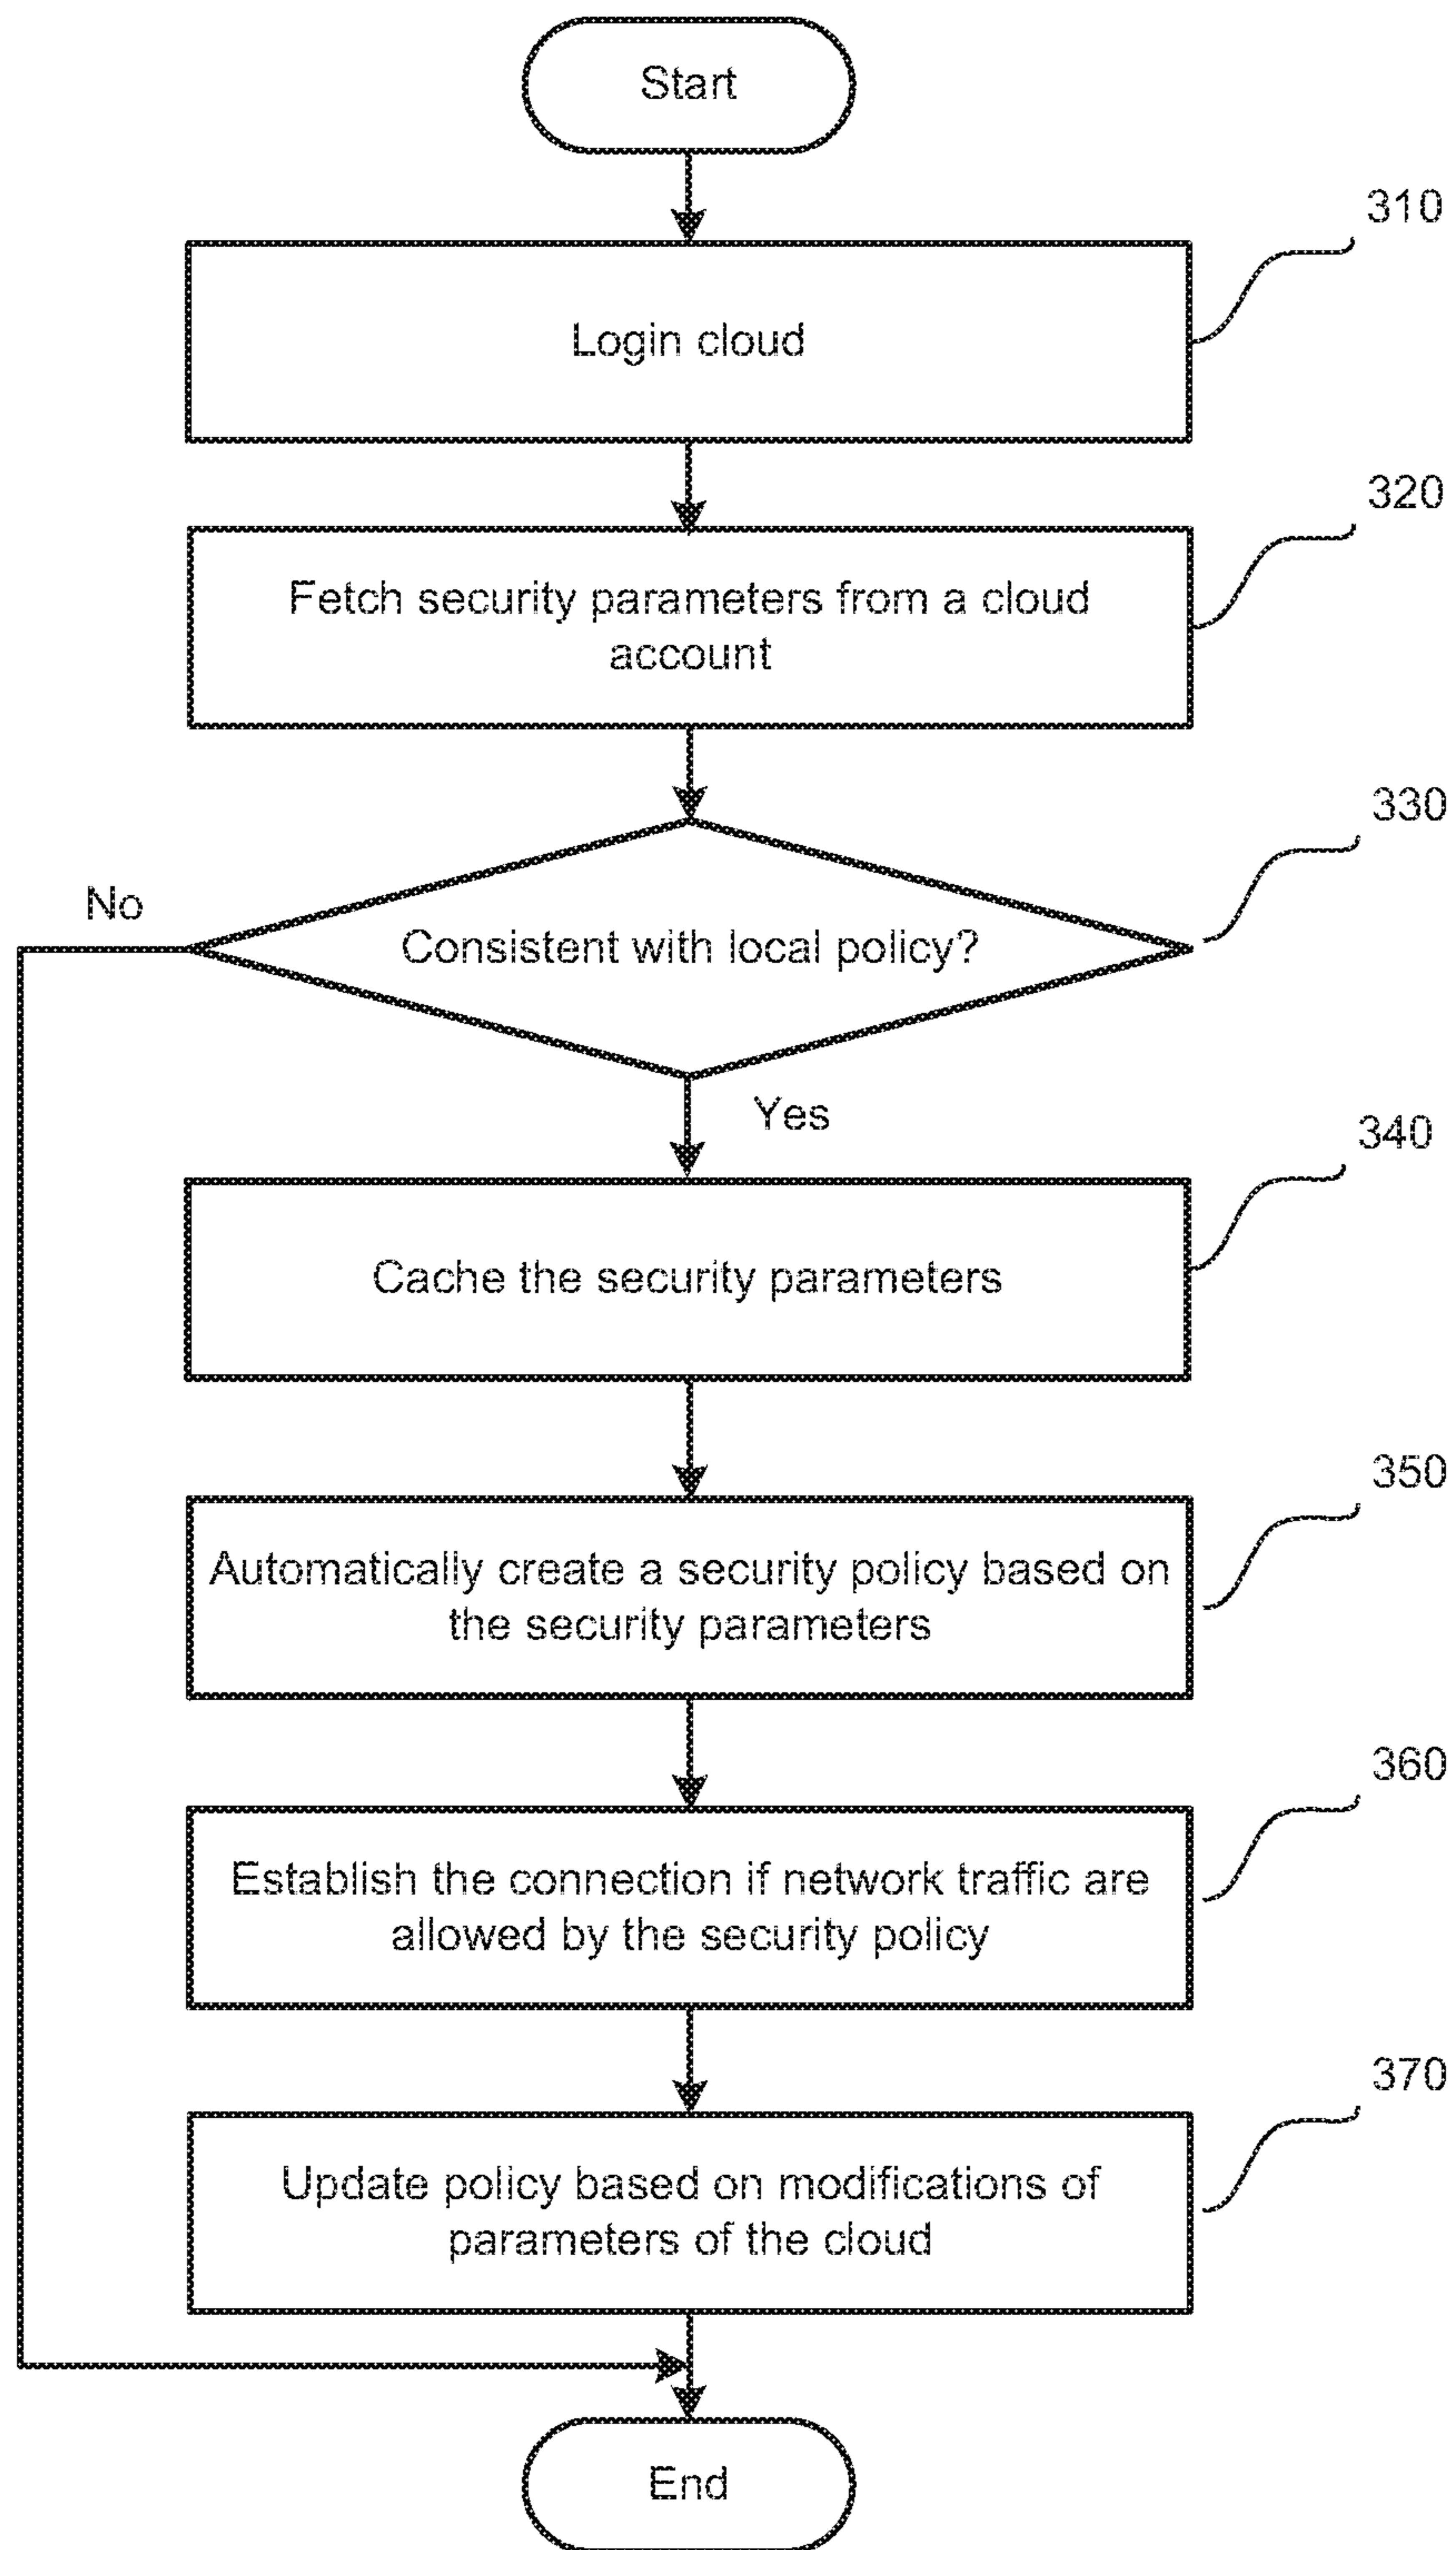 Start
310
Login cloud
320
Fetch security parameters from a cloud
account
330
No
Consistent with local policy?
Yes
340
Cache the security parameters
350
Automatically create a security policy based on
the security parameters
360
Establish the connection if network traffic are
allowed by the security policy
370
Update policy based on modifications of
parameters of the cloud
End